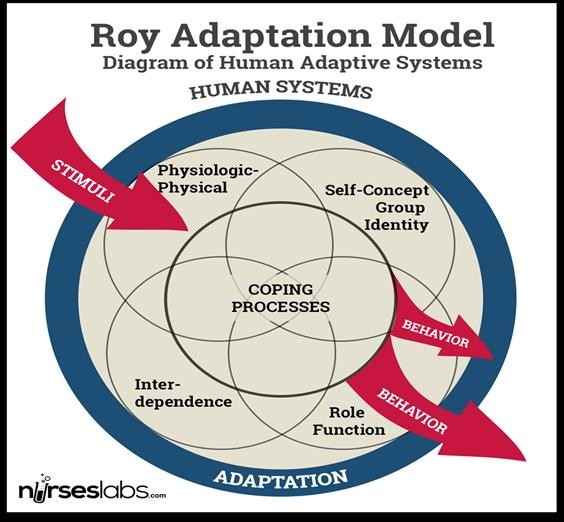 Roy Adaptation Model
Diagram of Human Adaptive Systems
HUMAN SYSTEMS
STIMULI
Physiologic-
Physical
Self-Concept
Group
Identity
COPING
PROCESSES
BEHAVIOR
BEHAVIOR
Inter-
dependence
Role
Function
ADAPTATION
nurseslabs.com